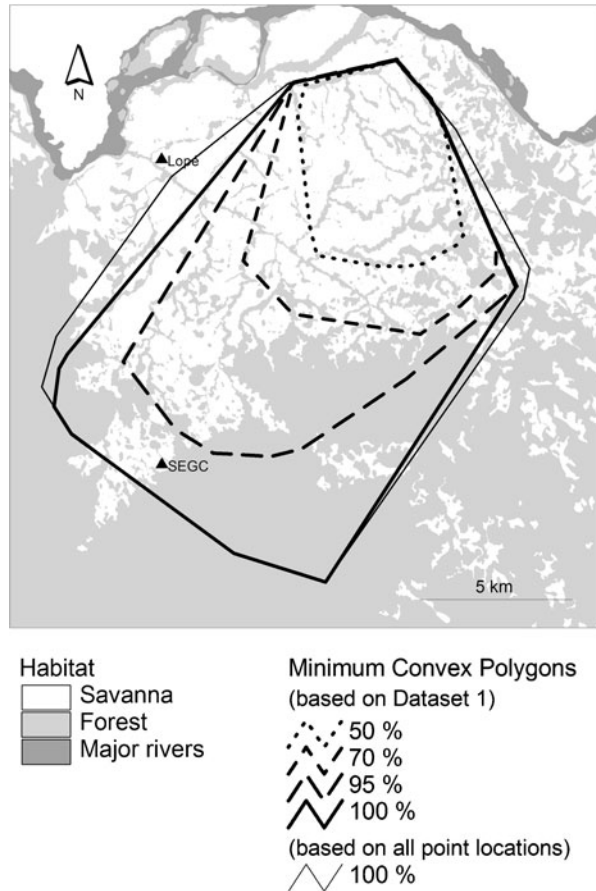 N
Lopé
SEGC
5 km
Habitat
Savanna
Forest
Major rivers
Minimum Convex Polygons
(based on Dataset 1)
50 %
70 %
95 %
100 %
(based on all point locations)
100 %